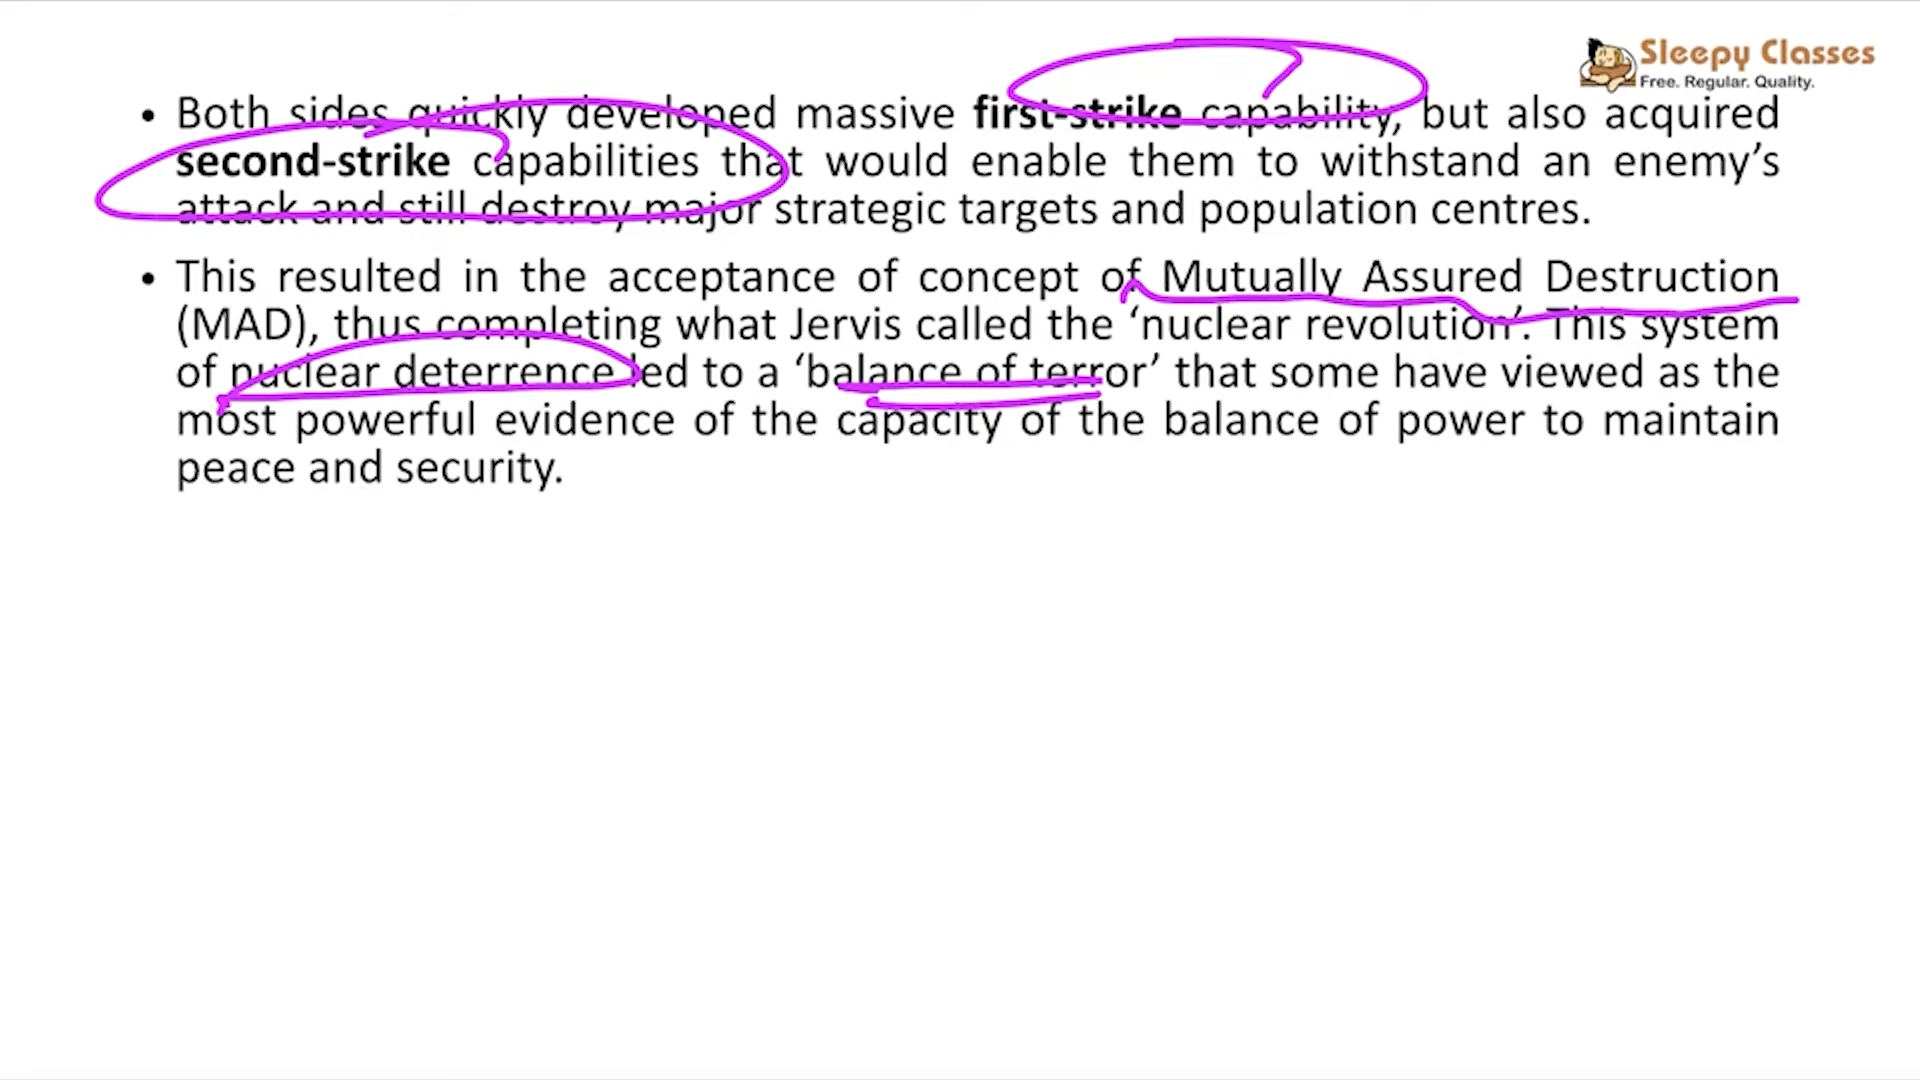 Sleepy Classes
Free. Regular. Quality.
• Both sides quickly developed massive first-strike capability, but also acquired
second-strike capabilities that would enable them to withstand an enemy’s
attack and still destroy major strategic targets and population centres.
• This resulted in the acceptance of concept of Mutually Assured Destruction
(MAD), thus completing what Jervis called the ‘nuclear revolution’. This system
of nuclear deterrence led to a ‘balance of terror’ that some have viewed as the
most powerful evidence of the capacity of the balance of power to maintain
peace and security.